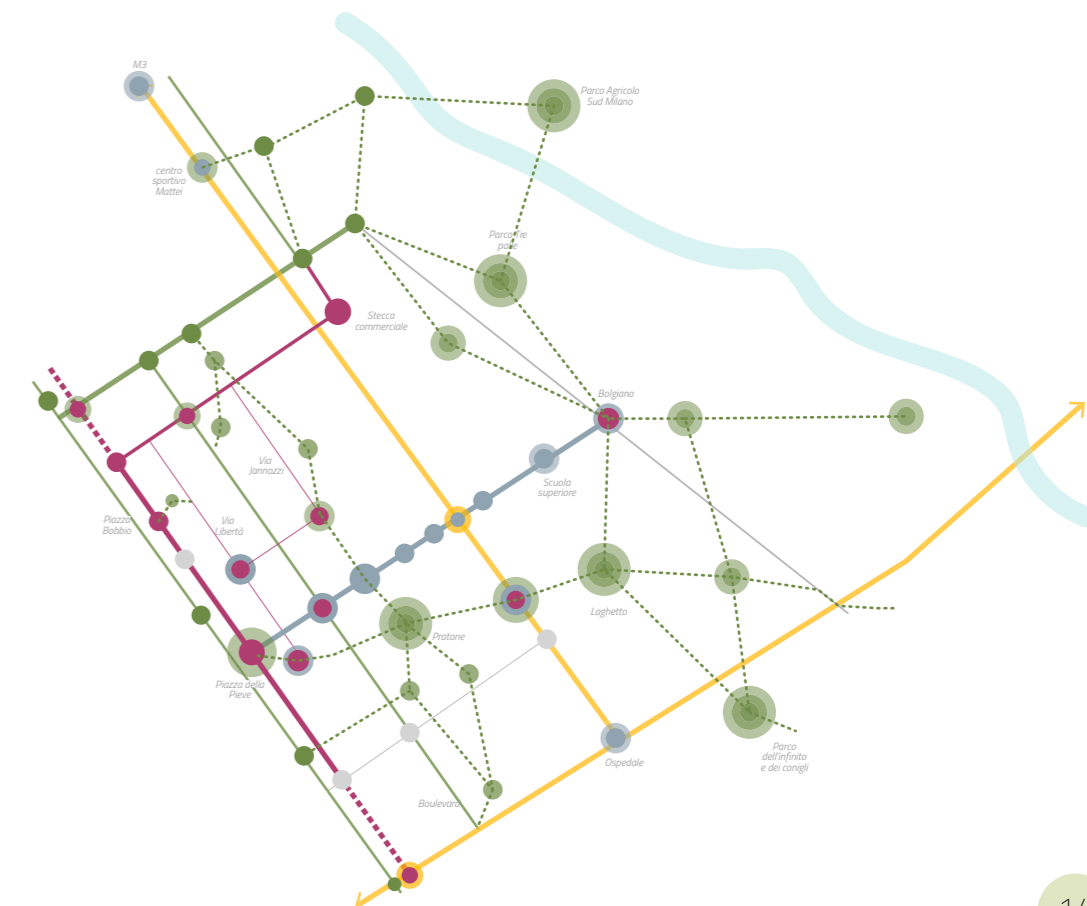 M3
Parco Agricolo
Sud Milano
centro
sportivo
Mattei
Parco Tre
palle
Stecca
commerciale
Bolgiano
Via
Jannozzi
Scuola
superiore
Piazza
Bobbio
Via
Libertà
Laghetto
Pratone
Piazza della
Pieve
Parco
dell'infinito
e dei conigli
Ospedale
Boulevard